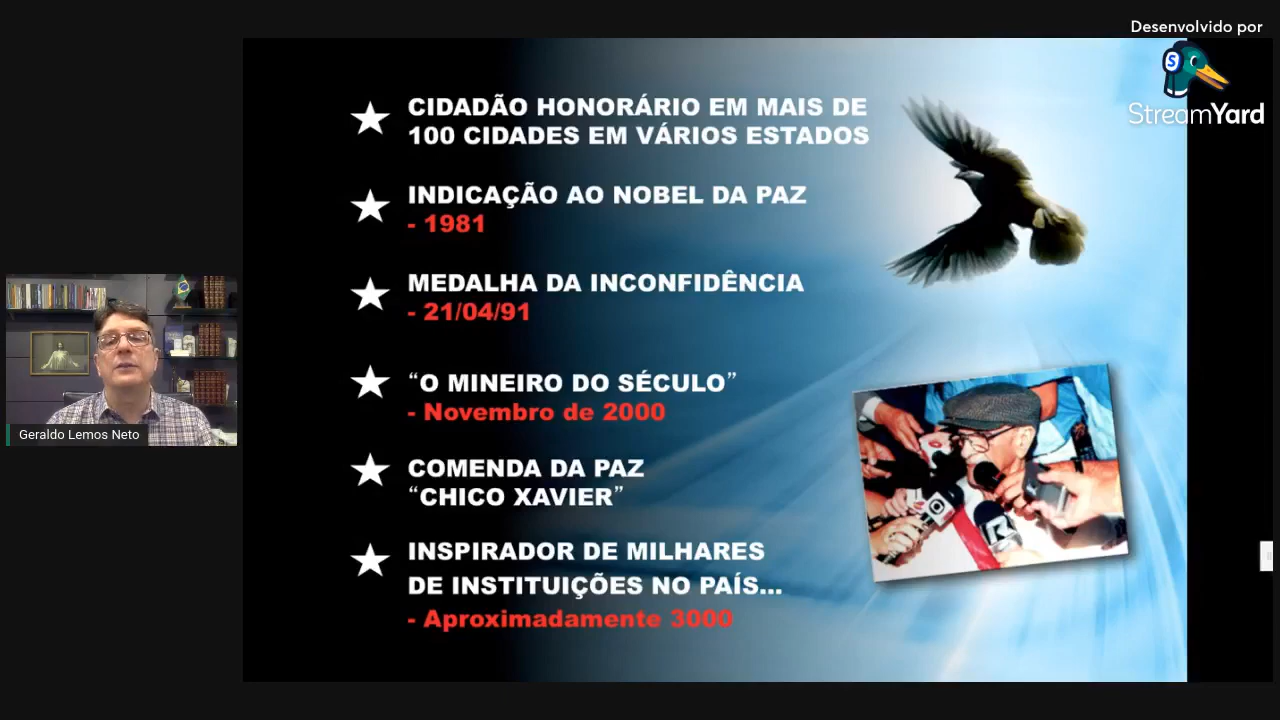 Desenvolvido por
StreamYard
CIDADÃO HONORÁRIO EM MAIS DE
100 CIDADES EM VÁRIOS ESTADOS
INDICAÇÃO AO NOBEL DA PAZ
- 1981
MEDALHA DA INCONFIDÊNCIA
- 21/04/91
“O MINEIRO DO SÉCULO”
- Novembro de 2000
COMENDA DA PAZ
“CHICO XAVIER”
INSPIRADOR DE MILHARES
DE INSTITUIÇÕES NO PAÍS...
- Aproximadamente 3000
Geraldo Lemos Neto